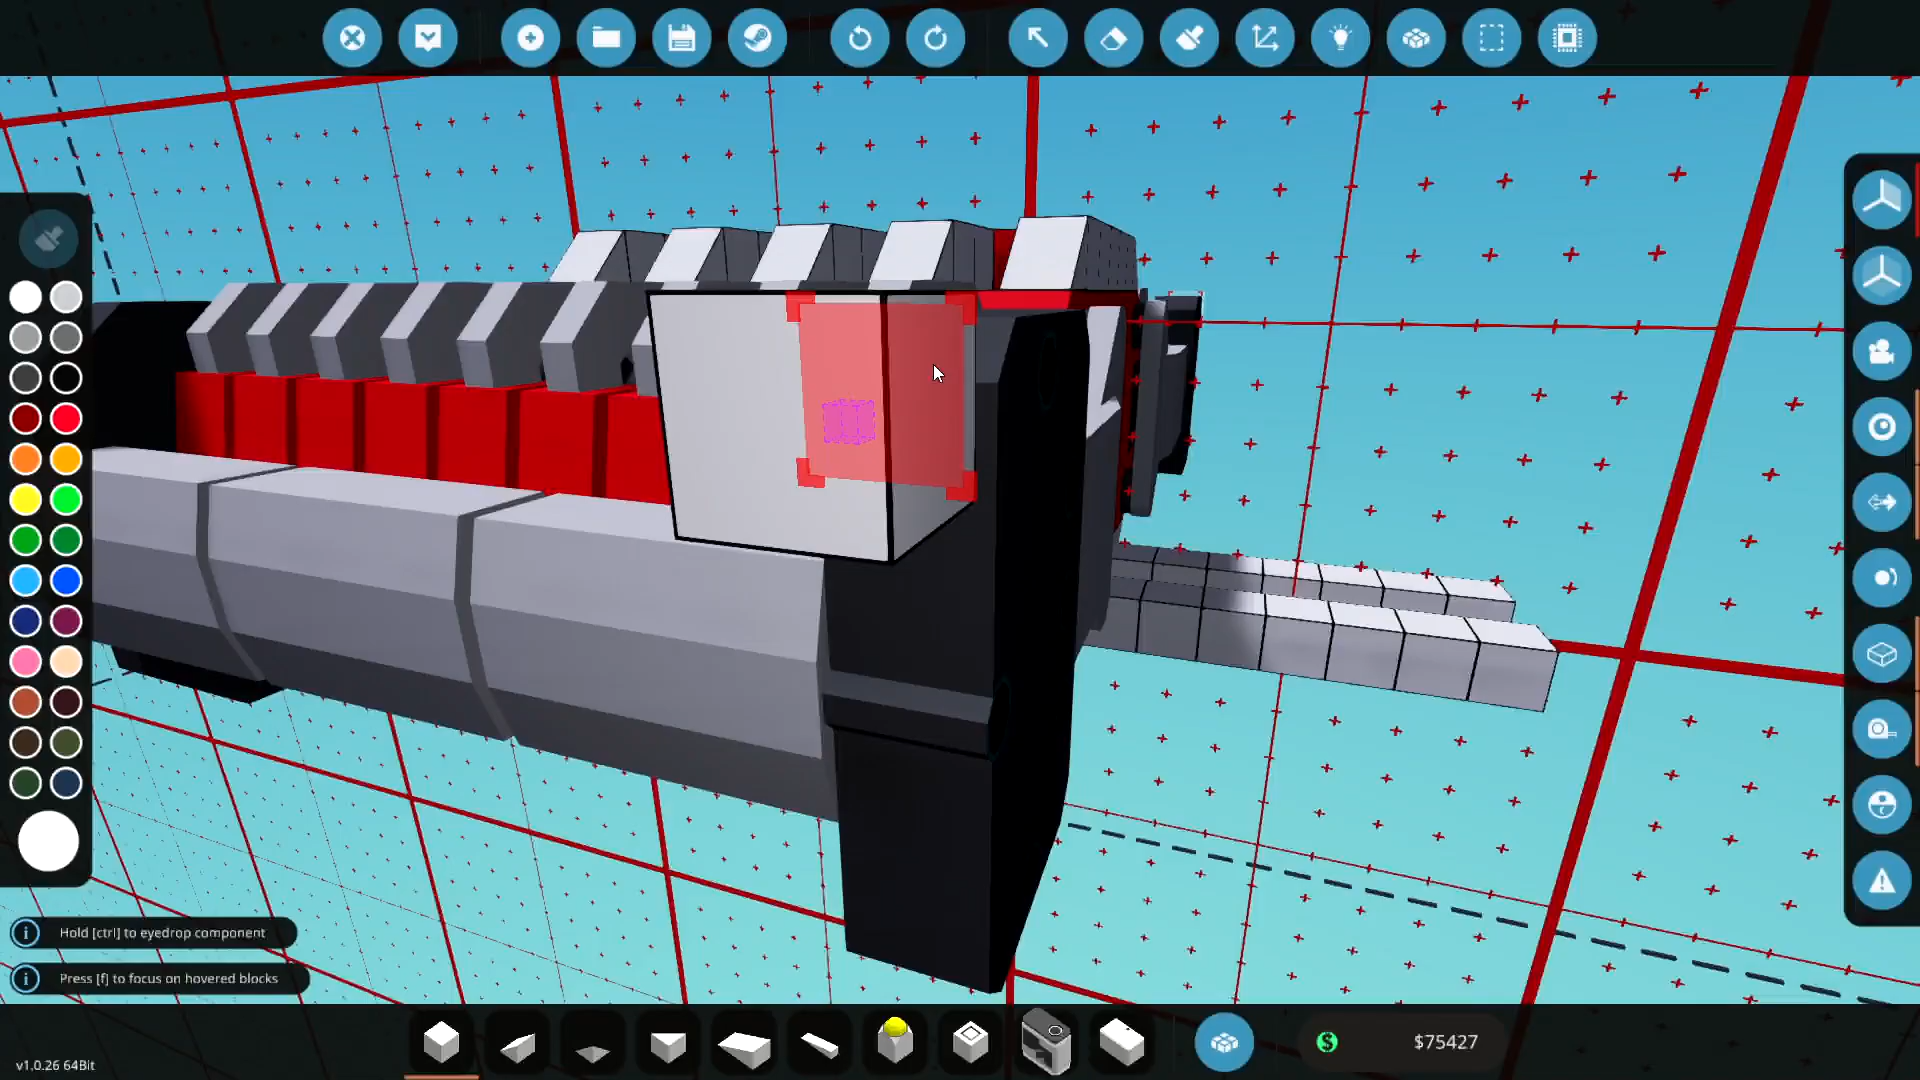 Hold [ctrl] to eyedrop component
Press [f] to focus on hovered blocks
$75427
v1.0.26 64Bit